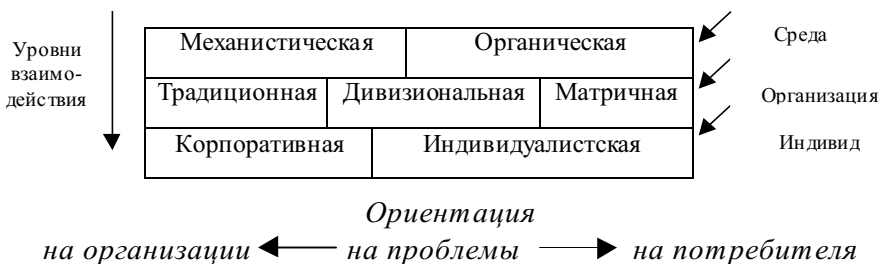 Уровни
взаимо-
действия
Механистическая Органическая
Среда
Традиционная Дивизиональная Матричная
Организация
Корпоративная Индивидуалистская
Индивид
Ориентация
на организации на проблемы на потребителя